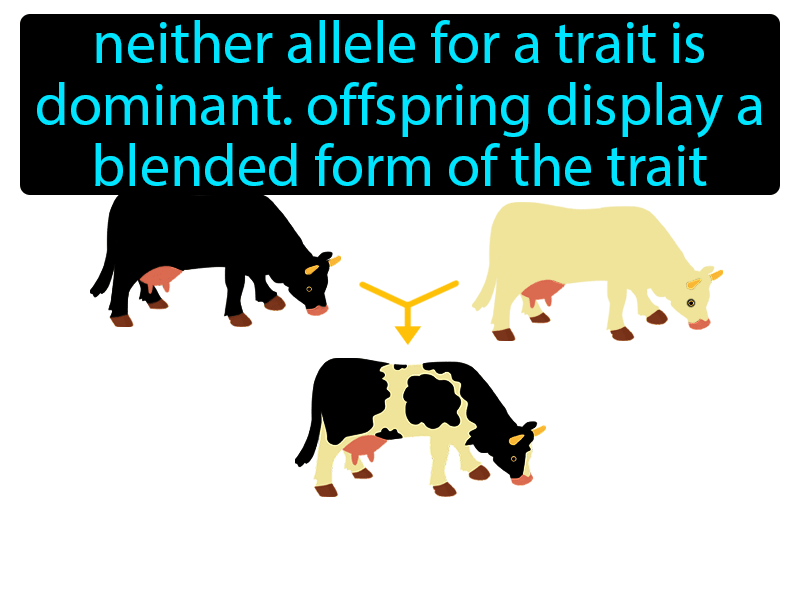 neither allele for a trait is
dominant. offspring display a
blended form of the trait